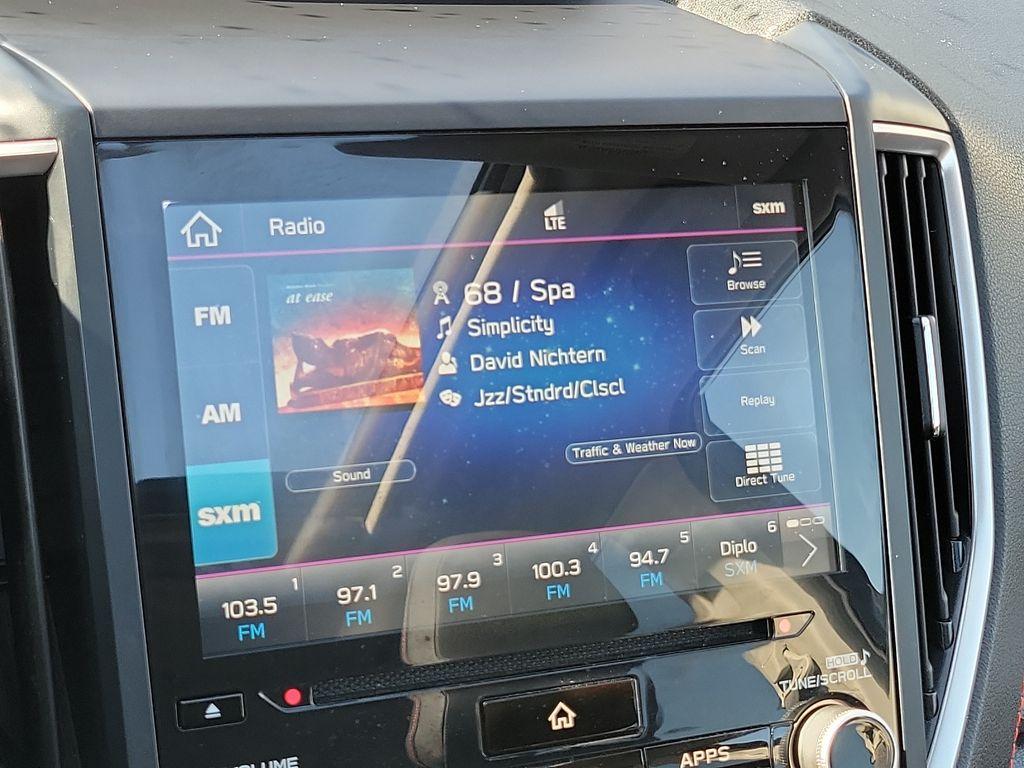 Radio
LTE
sxm
FM
AM
sxm
at ease
68 / Spa
Simplicity
David Nichtern
Jzz/Stndrd/Clscl
Browse
Scan
Replay
Direct Tune
Traffic & Weather Now
Sound
1
103.5
FM
2
97.1
FM
3
97.9
FM
4
100.3
FM
5
94.7
FM
6
Diplo
SXM
HOLD
TUNE/SCROLL
VOLUME
APPS